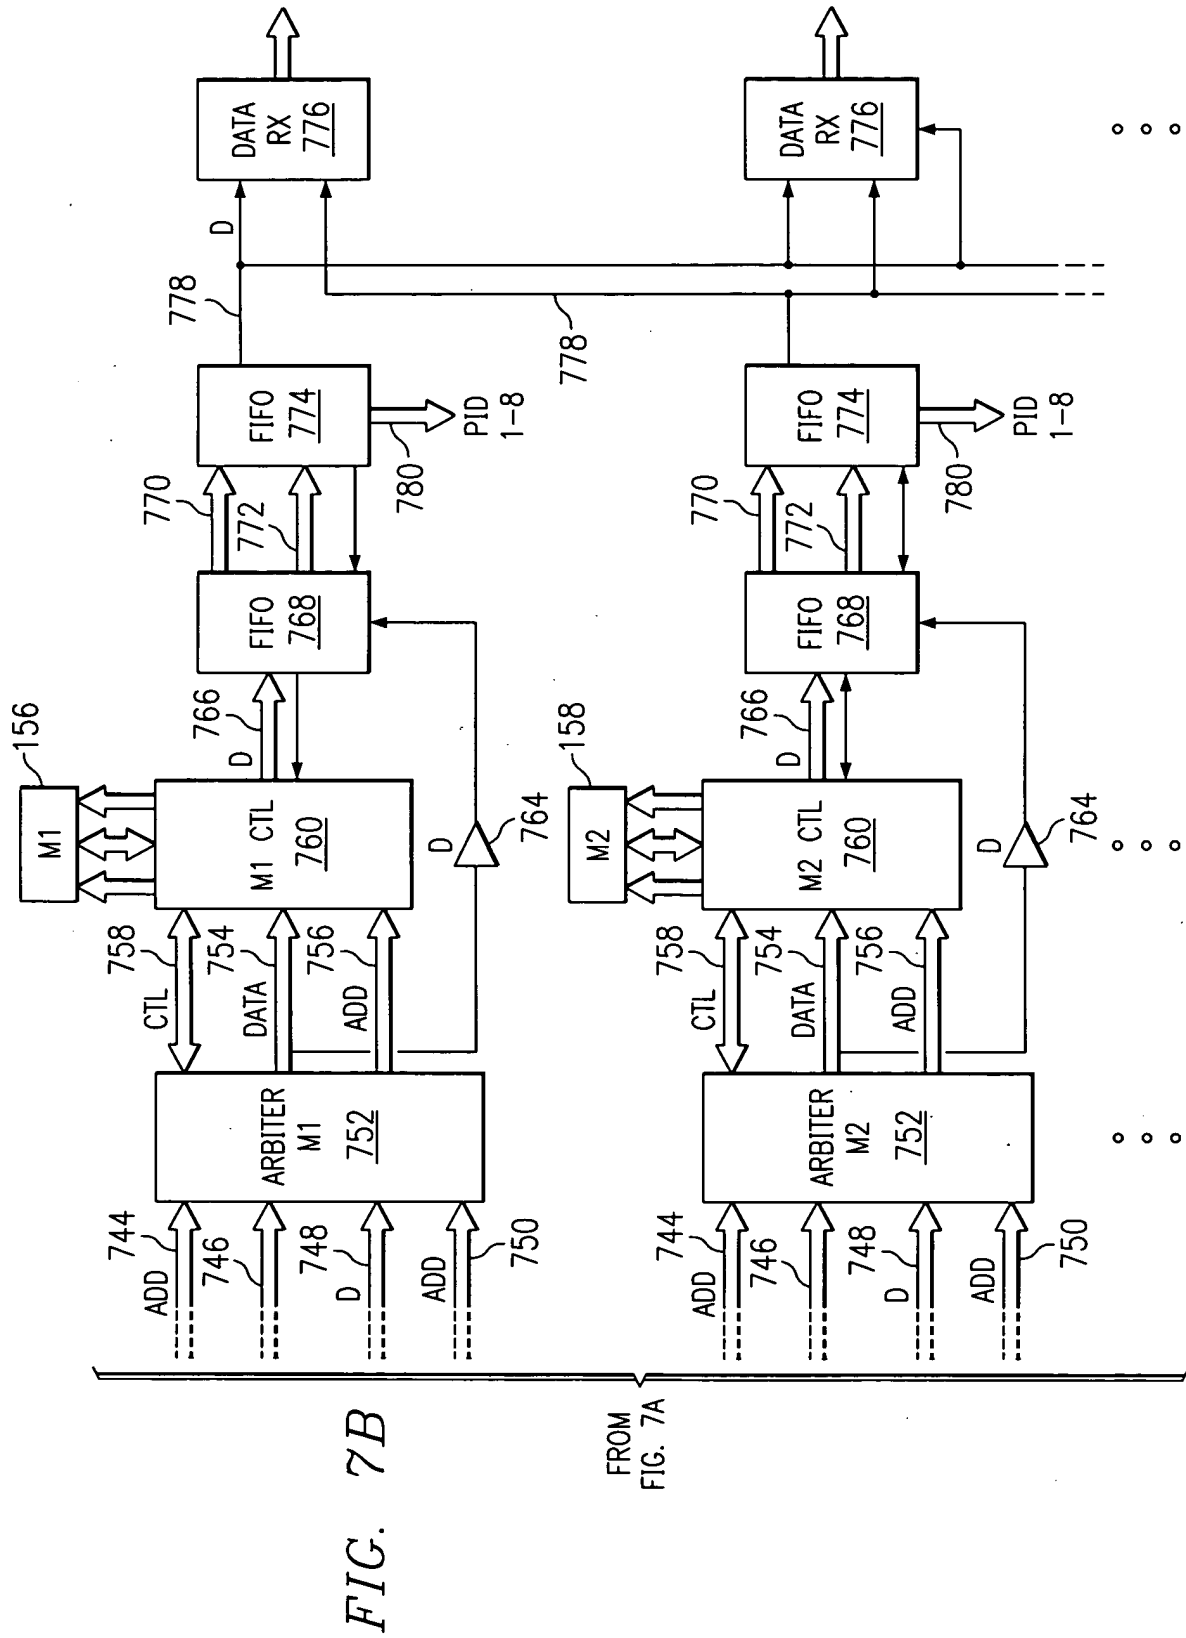 FIG. 7B
FROM
FIG. 7A
ADD
744
746
D
748
ADD
750
ARBITER
M1
752
CTL
758
DATA
754
ADD
756
M1
156
M1 CTL
760
D
764
D
766
FIFO
768
770
772
FIFO
774
780
PID
1-8
778
D
DATA
RX
776
778
ADD
744
746
D
748
ADD
750
ARBITER
M2
752
CTL
758
DATA
754
ADD
756
M2
158
M2 CTL
760
D
764
D
766
FIFO
768
770
772
FIFO
774
780
PID
1-8
DATA
RX
776